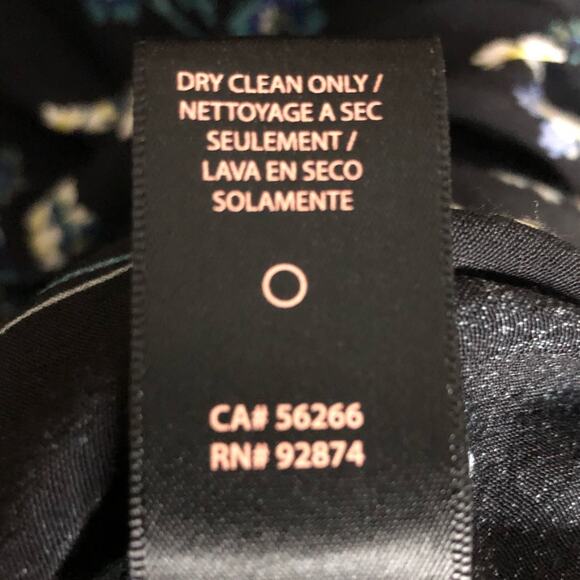 DRY CLEAN ONLY /
NETTOYAGE A SEC
SEULEMENT /
LAVA EN SECO
SOLAMENTE
CA# 56266
RN# 92874